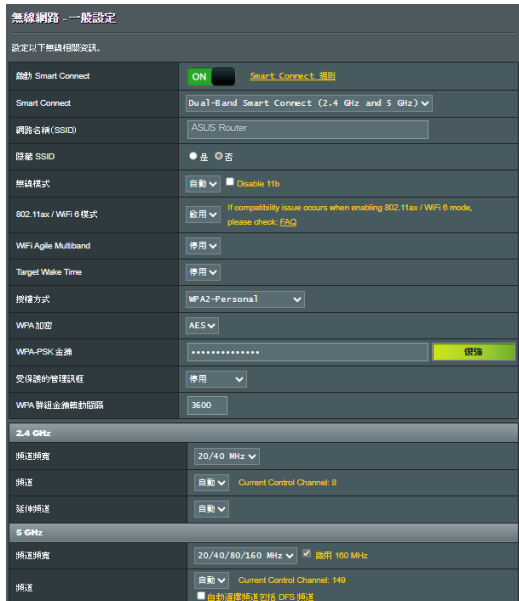 無線網路 - 一般設定
設定以下無線相關資訊。
啟動 Smart Connect ON Smart Connect 規則
Smart Connect Dual-Band Smart Connect (2.4 GHz and 5 GHz)
網路名稱(SSID) ASUS Router
隱藏 SSID 是 否
無線模式 自動 Disable 11b
802.11ax / WiFi 6 模式 啟用 If compatibility issue occurs when enabling 802.11ax / WiFi 6 mode,
please check: FAQ
WiFi Agile Multiband 停用
Target Wake Time 停用
授權方式 WPA2-Personal
WPA 加密 AES
WPA-PSK 金鑰 •••••••••••••• 很強
受保護的管理訊框 停用
WPA 群組金鑰轉動間隔 3600
2.4 GHz
頻道頻寬 20/40 MHz
頻道 自動 Current Control Channel: 8
延伸頻道 自動
5 GHz
頻道頻寬 20/40/80/160 MHz 啟用 160 MHz
頻道 自動 Current Control Channel: 149
自動選擇頻道包括 DFS 頻道